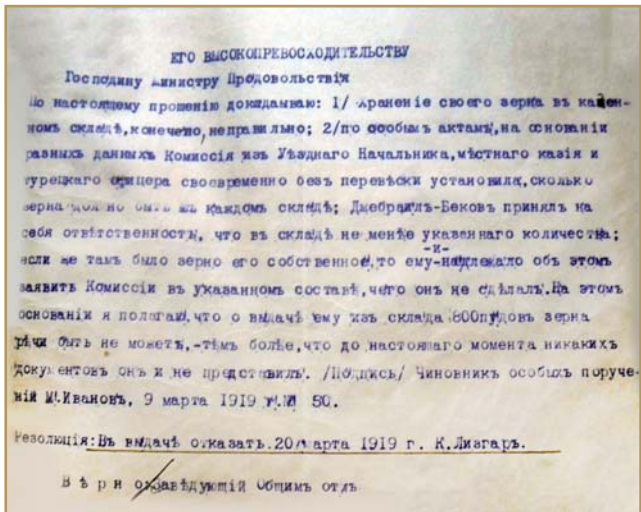 ЕГО ВЫСОКОПРЕВОСХОДИТЕЛЬСТВУ
Господину Министру Продовольствія
По настоящему прошенію докладываю: 1/ Храненіе своего зерна въ казен-
номъ складѣ, конечно, неправильно; 2/по особымъ актамъ, на основаніи
разныхъ данныхъ Комиссія изъ Уѣзднаго Начальника, мѣстнаго казія и
турецкаго офицера своевременно безъ перевѣски установила, сколько
зерна должно быть въ каждомъ складѣ; Джебраилъ-Бековъ принялъ на
себя отвѣтственность, что въ складѣ не менѣе указаннаго количества;
-и-
если же тамъ было зерно его собственное, то ему надлежало объ этомъ
заявить Комиссіи въ указанномъ составѣ, чего онъ не сдѣлалъ. На этомъ
основаніи я полагаю, что о выдачѣ ему изъ склада 800пудовъ зерна
рѣчи быть не можетъ,-тѣмъ болѣе, что до настоящаго момента никакихъ
документовъ онъ и не представилъ. /Подпись/ Чиновникъ особыхъ поруче-
ній М.Ивановъ, 9 марта 1919 г.№ 80.
Резолюція: Въ выдачѣ отказать. 20 марта 1919 г. К.Лизгаръ.
Вѣрно Завѣдующій Общимъ отдѣ